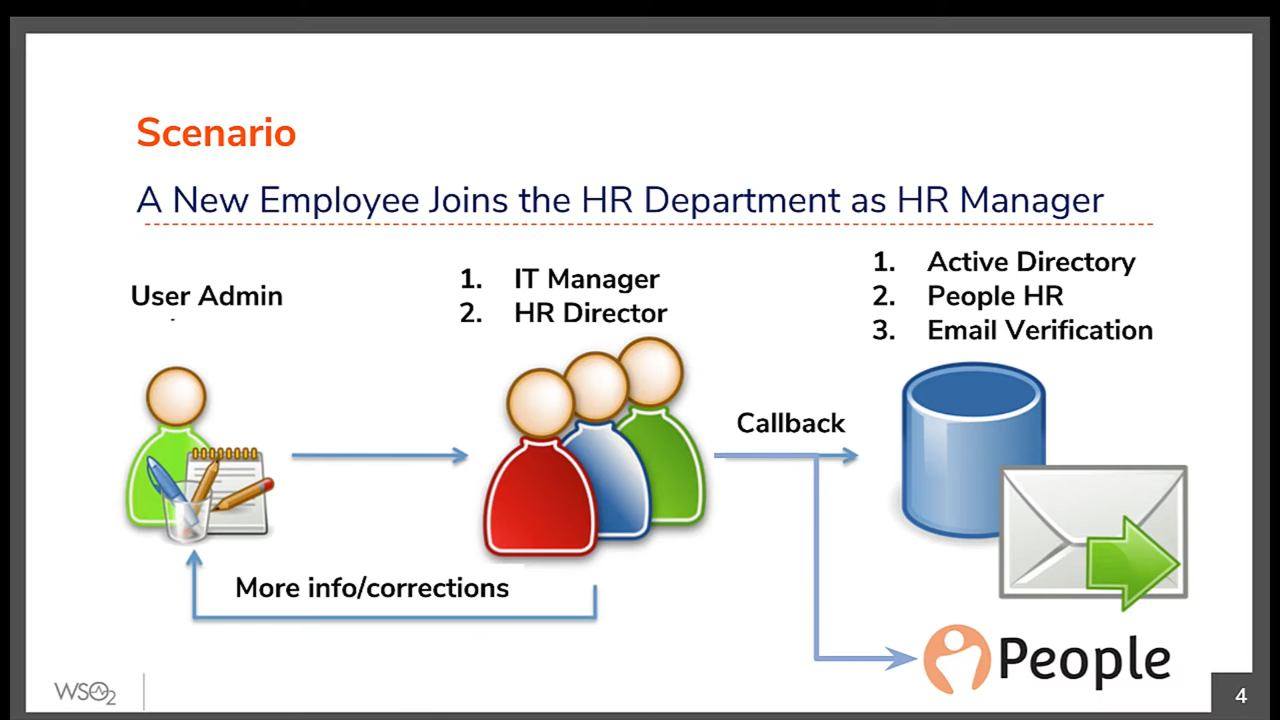 Scenario
A New Employee Joins the HR Department as HR Manager
User Admin
1. IT Manager
2. HR Director
1. Active Directory
2. People HR
3. Email Verification
Callback
More info/corrections
People
WSO2
4